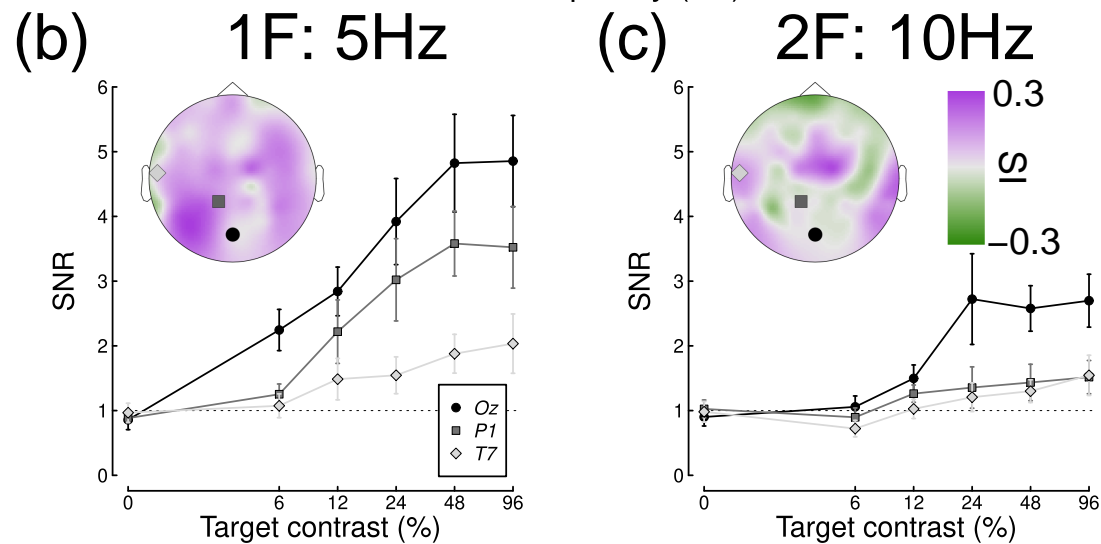 (b) 1F: 5Hz
6
5
4
3
2
1
0
SNR
Oz
P1
T7
0 6 12 24 48 96
Target contrast (%)
(c) 2F: 10Hz
6
5
4
3
2
1
0
SNR
0.3
SI
−0.3
0 6 12 24 48 96
Target contrast (%)